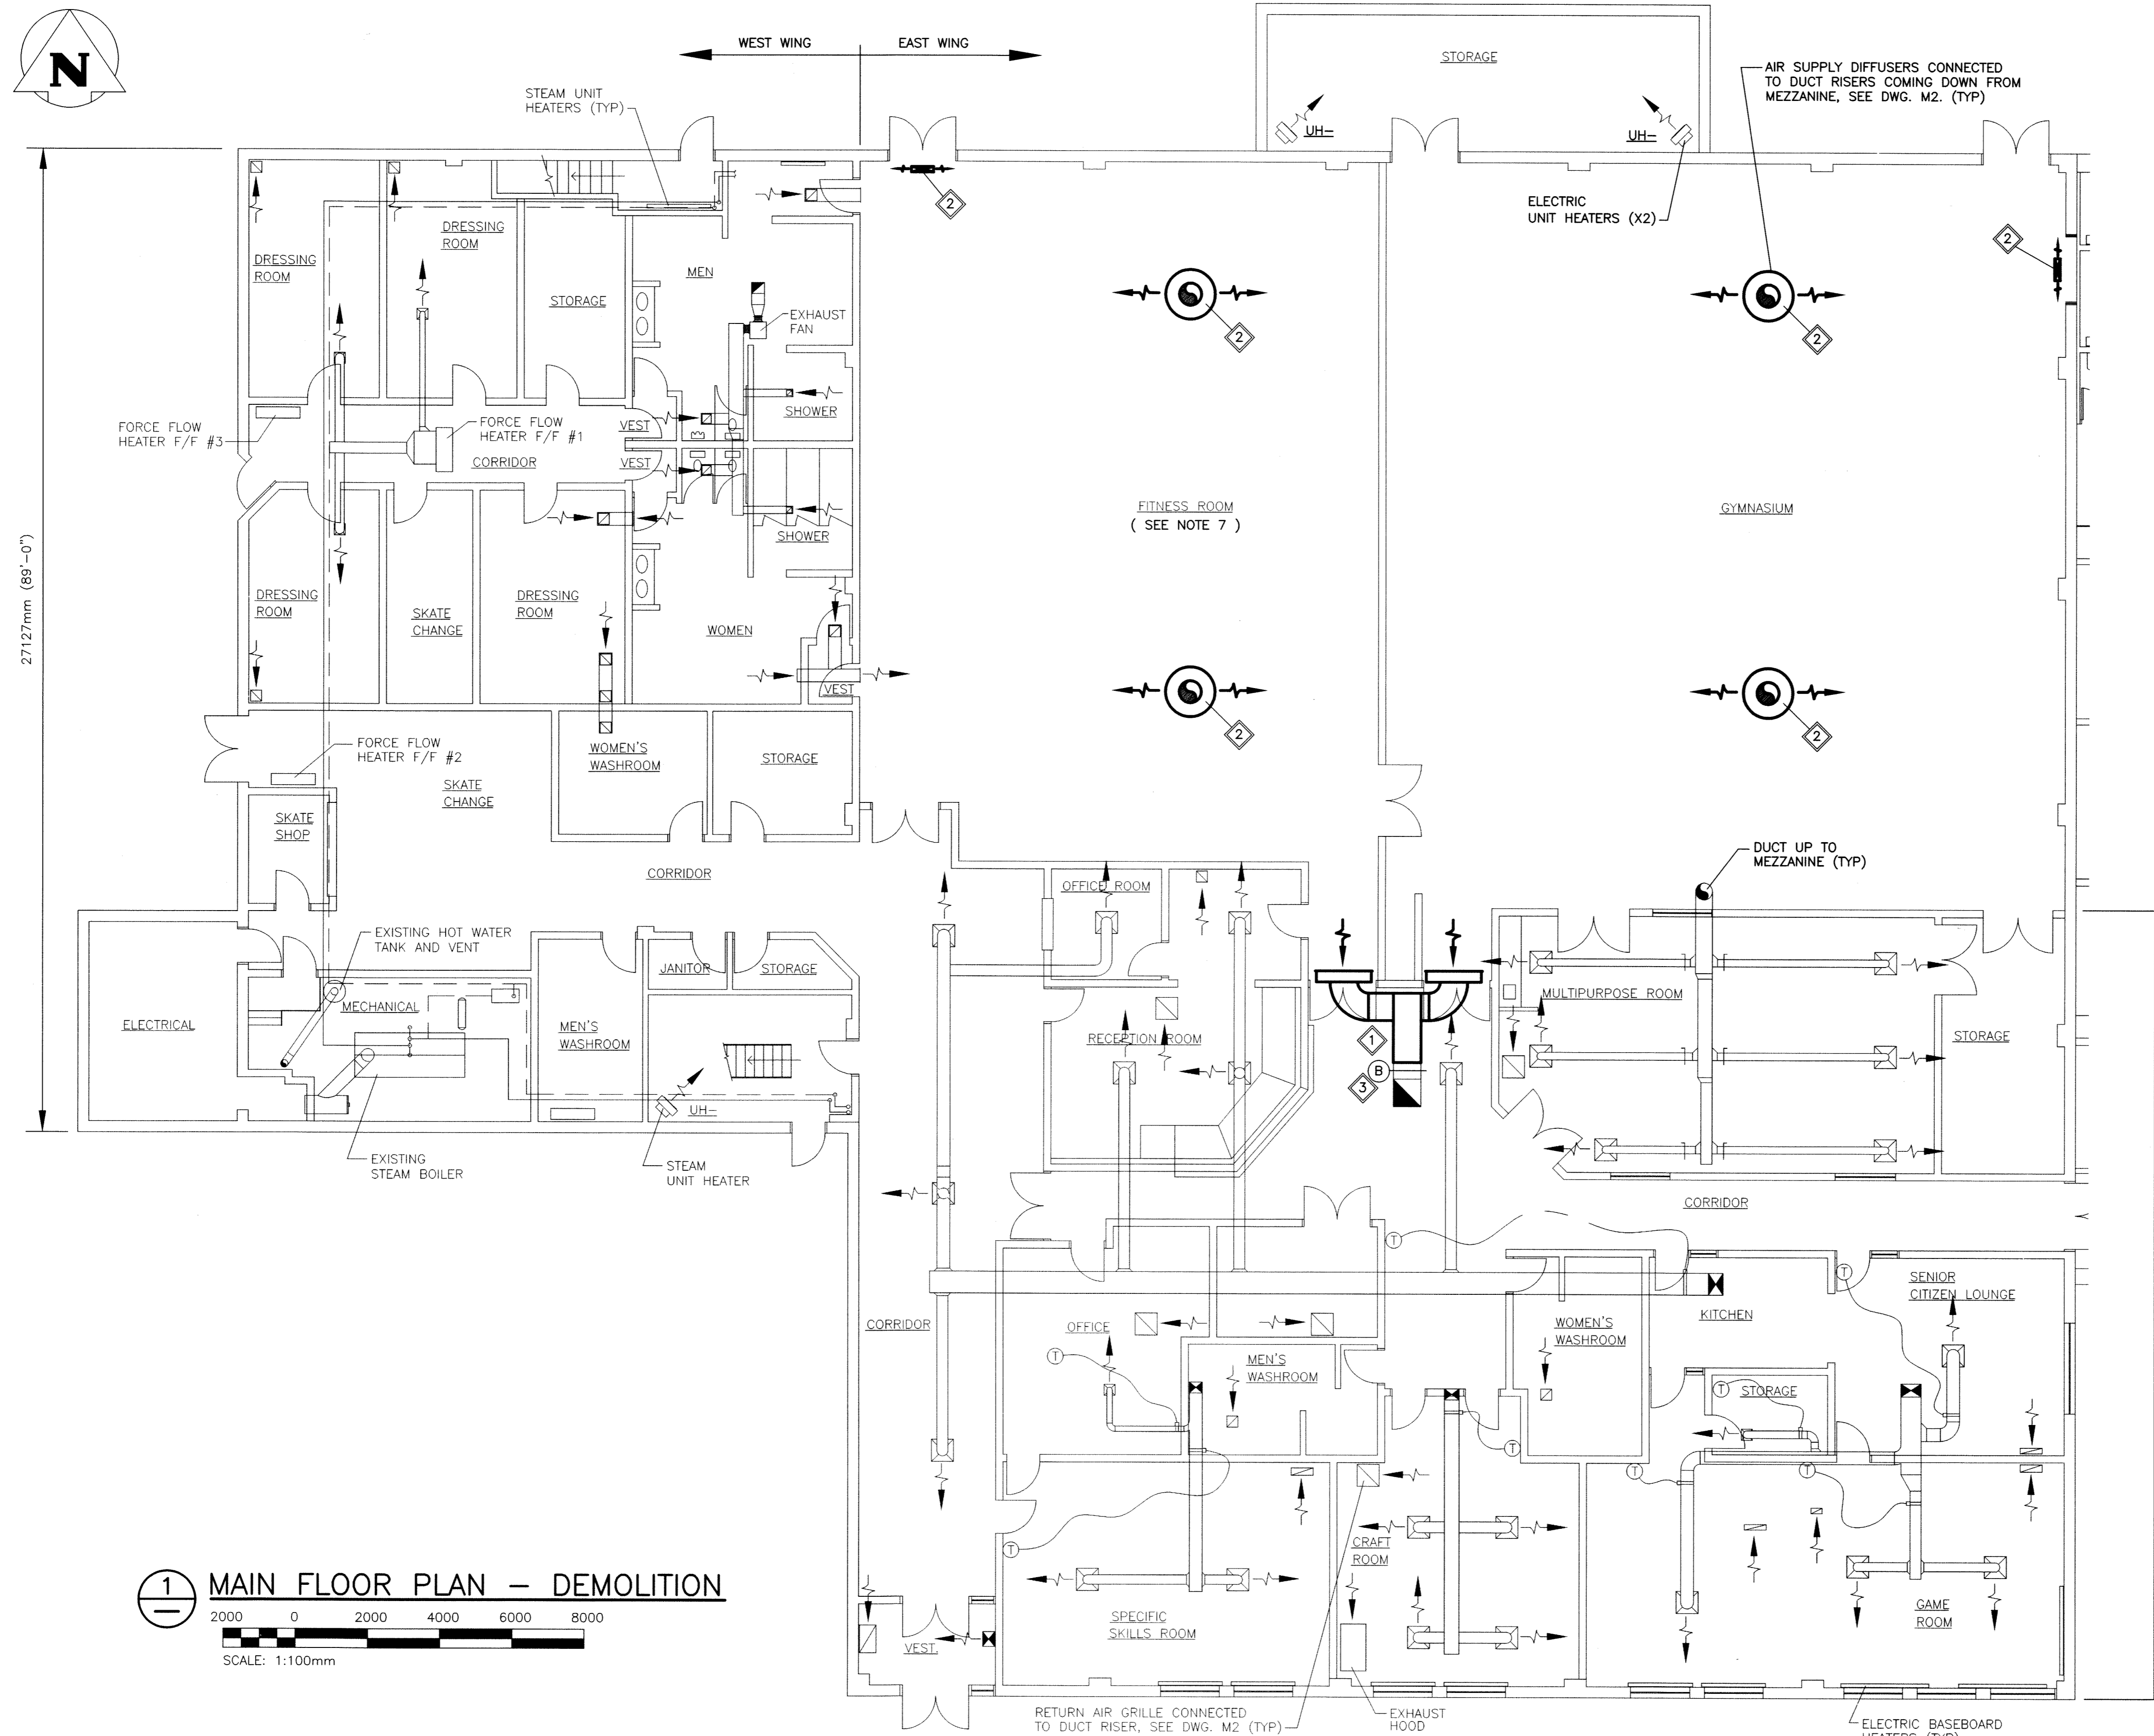 N
WEST WING
EAST WING
STORAGE
AIR SUPPLY DIFFUSERS CONNECTED
TO DUCT RISERS COMING DOWN FROM
MEZZANINE, SEE DWG. M2. (TYP)
STEAM UNIT
HEATERS (TYP)
UH-
UH-
2
ELECTRIC
UNIT HEATERS (X2)
2
DRESSING
ROOM
DRESSING
ROOM
STORAGE
MEN
EXHAUST
FAN
2
2
SHOWER
FORCE FLOW
HEATER F/F #3
FORCE FLOW
HEATER F/F #1
CORRIDOR
VEST
VEST
FITNESS ROOM
( SEE NOTE 7 )
GYMNASIUM
SHOWER
27127mm (89'-0")
DRESSING
ROOM
SKATE
CHANGE
DRESSING
ROOM
WOMEN
VEST
2
2
FORCE FLOW
HEATER F/F #2
SKATE
CHANGE
WOMEN'S
WASHROOM
STORAGE
SKATE
SHOP
CORRIDOR
DUCT UP TO
MEZZANINE (TYP)
OFFICE ROOM
EXISTING HOT WATER
TANK AND VENT
JANITOR
STORAGE
MECHANICAL
ELECTRICAL
MEN'S
WASHROOM
RECEPTION ROOM
MULTIPURPOSE ROOM
STORAGE
1
B
3
UH-
EXISTING
STEAM BOILER
STEAM
UNIT HEATER
CORRIDOR
T
T
SENIOR
CITIZEN LOUNGE
CORRIDOR
OFFICE
WOMEN'S
WASHROOM
KITCHEN
T
MEN'S
WASHROOM
T
STORAGE
T
T
T
T
CRAFT
ROOM
SPECIFIC
SKILLS ROOM
GAME
ROOM
VEST.
1
MAIN FLOOR PLAN - DEMOLITION
2000 0 2000 4000 6000 8000
SCALE: 1:100mm
RETURN AIR GRILLE CONNECTED
TO DUCT RISER, SEE DWG. M2 (TYP)
EXHAUST
HOOD
ELECTRIC BASEBOARD
HEATERS (TYP)